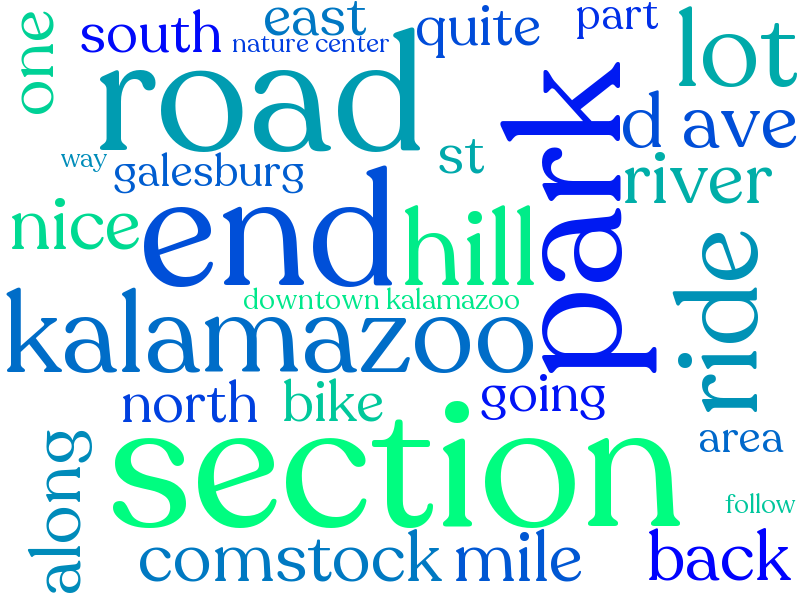 one
south
east
nature center
quite
part
lot
road
park
d ave
way
galesburg
st
river
nice
end
hill
downtown kalamazoo
kalamazoo
ride
north
bike
going
area
along
section
follow
comstock
mile
back